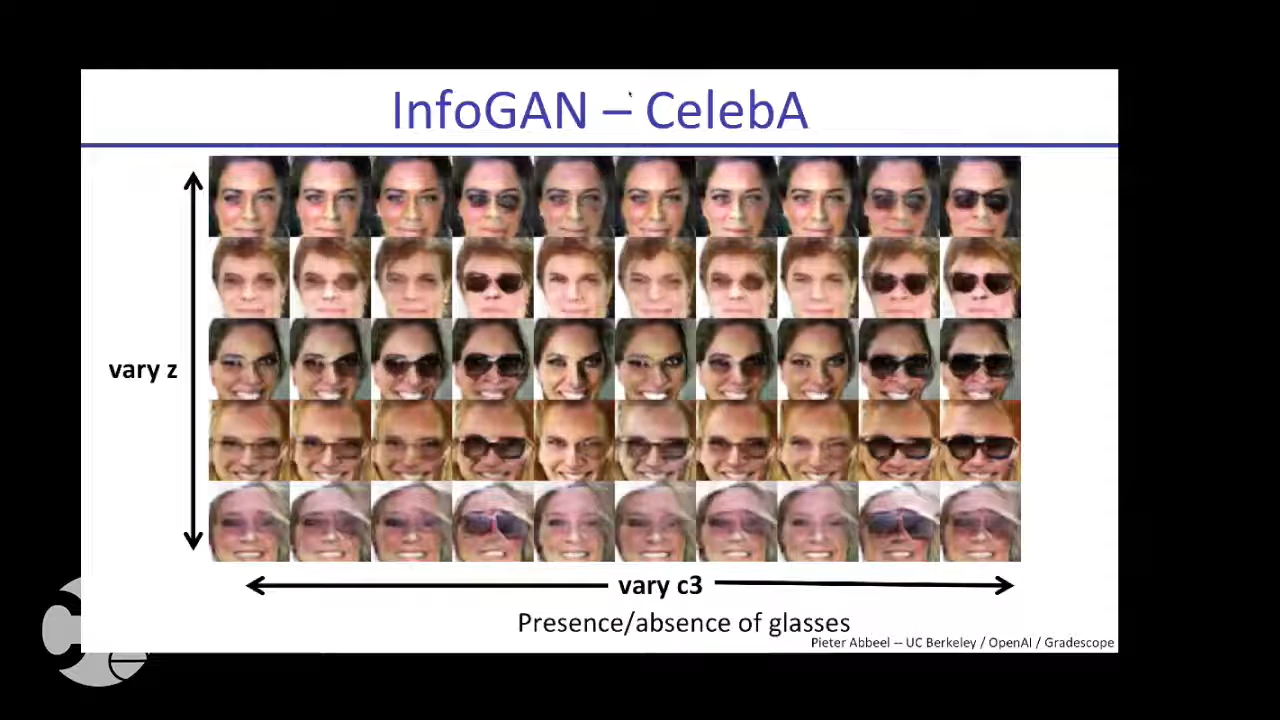 InfoGAN – CelebA
vary z
vary c3
Presence/absence of glasses
Pieter Abbeel -- UC Berkeley / OpenAI / Gradescope